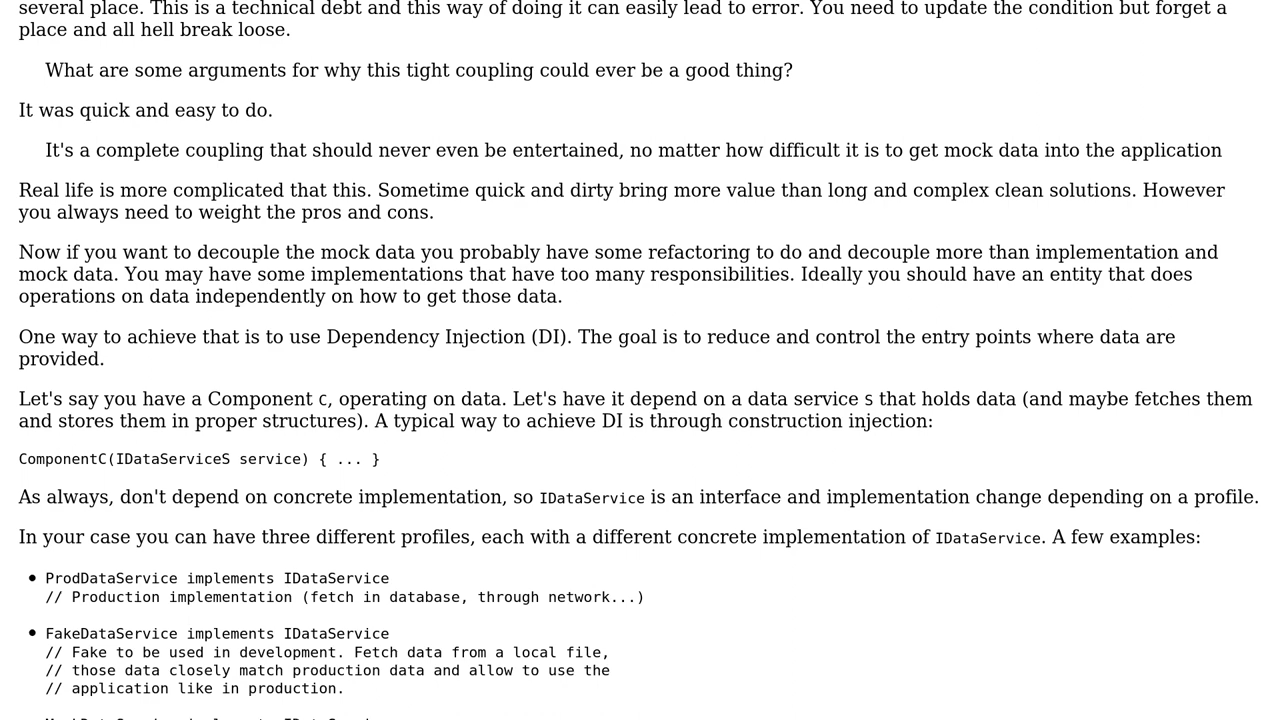 several place. This is a technical debt and this way of doing it can easily lead to error. You need to update the condition but forget a
place and all hell break loose.
What are some arguments for why this tight coupling could ever be a good thing?
It was quick and easy to do.
It's a complete coupling that should never even be entertained, no matter how difficult it is to get mock data into the application
Real life is more complicated that this. Sometime quick and dirty bring more value than long and complex clean solutions. However
you always need to weight the pros and cons.
Now if you want to decouple the mock data you probably have some refactoring to do and decouple more than implementation and
mock data. You may have some implementations that have too many responsibilities. Ideally you should have an entity that does
operations on data independently on how to get those data.
One way to achieve that is to use Dependency Injection (DI). The goal is to reduce and control the entry points where data are
provided.
Let's say you have a Component C, operating on data. Let's have it depend on a data service S that holds data (and maybe fetches them
and stores them in proper structures). A typical way to achieve DI is through construction injection:
ComponentC(IDataServiceS service) { ... }
As always, don't depend on concrete implementation, so IDataService is an interface and implementation change depending on a profile.
In your case you can have three different profiles, each with a different concrete implementation of IDataService. A few examples:
• ProdDataService implements IDataService
// Production implementation (fetch in database, through network...)
• FakeDataService implements IDataService
// Fake to be used in development. Fetch data from a local file,
// those data closely match production data and allow to use the
// application like in production.